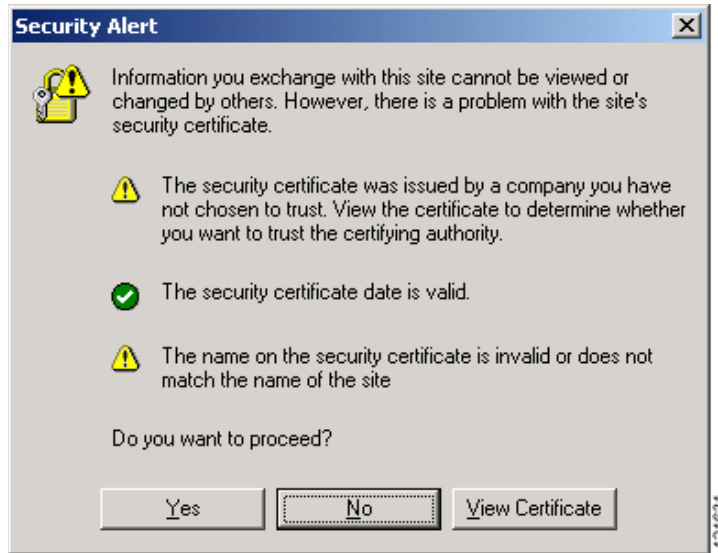 Security Alert
Information you exchange with this site cannot be viewed or
changed by others. However, there is a problem with the site's
security certificate.
The security certificate was issued by a company you have
not chosen to trust. View the certificate to determine whether
you want to trust the certifying authority.
The security certificate date is valid.
The name on the security certificate is invalid or does not
match the name of the site
Do you want to proceed?
Yes
No
View Certificate